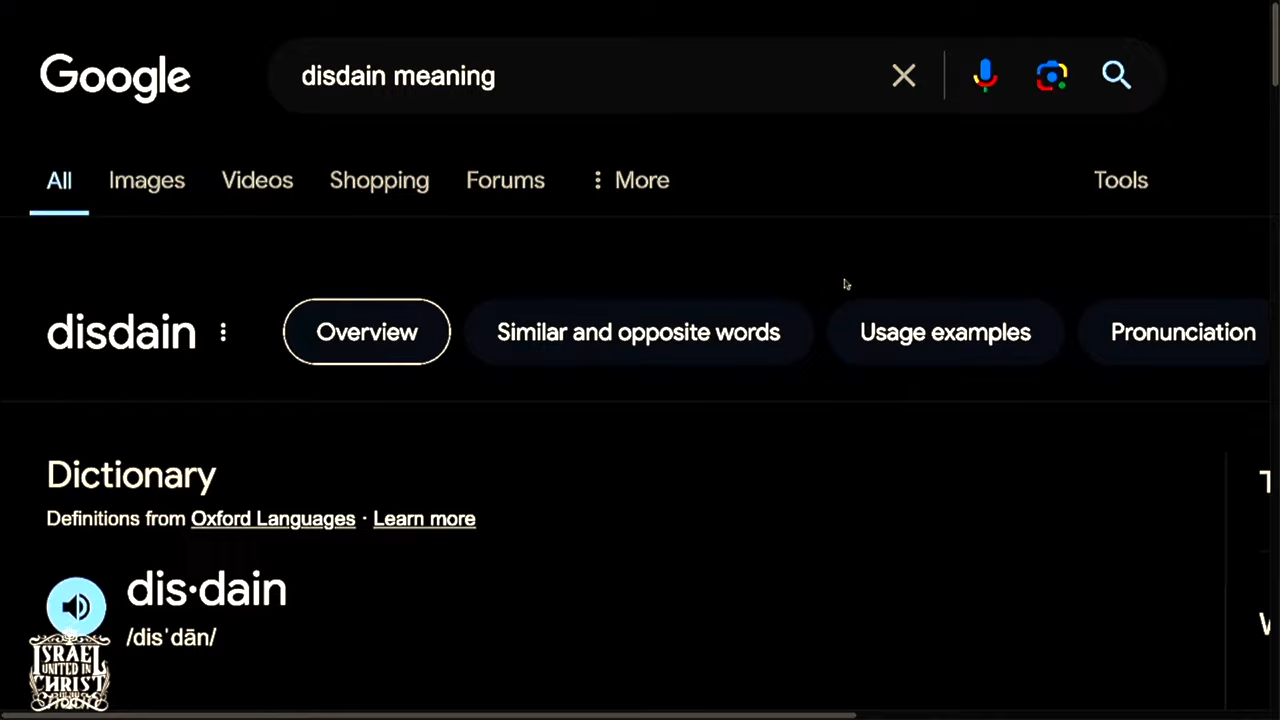 Google
disdain meaning
All Images Videos Shopping Forums More Tools
disdain Overview Similar and opposite words Usage examples Pronunciation
Dictionary
Definitions from Oxford Languages · Learn more
dis·dain
/disˈdān/
ISRAEL
UNITED IN
CHRIST